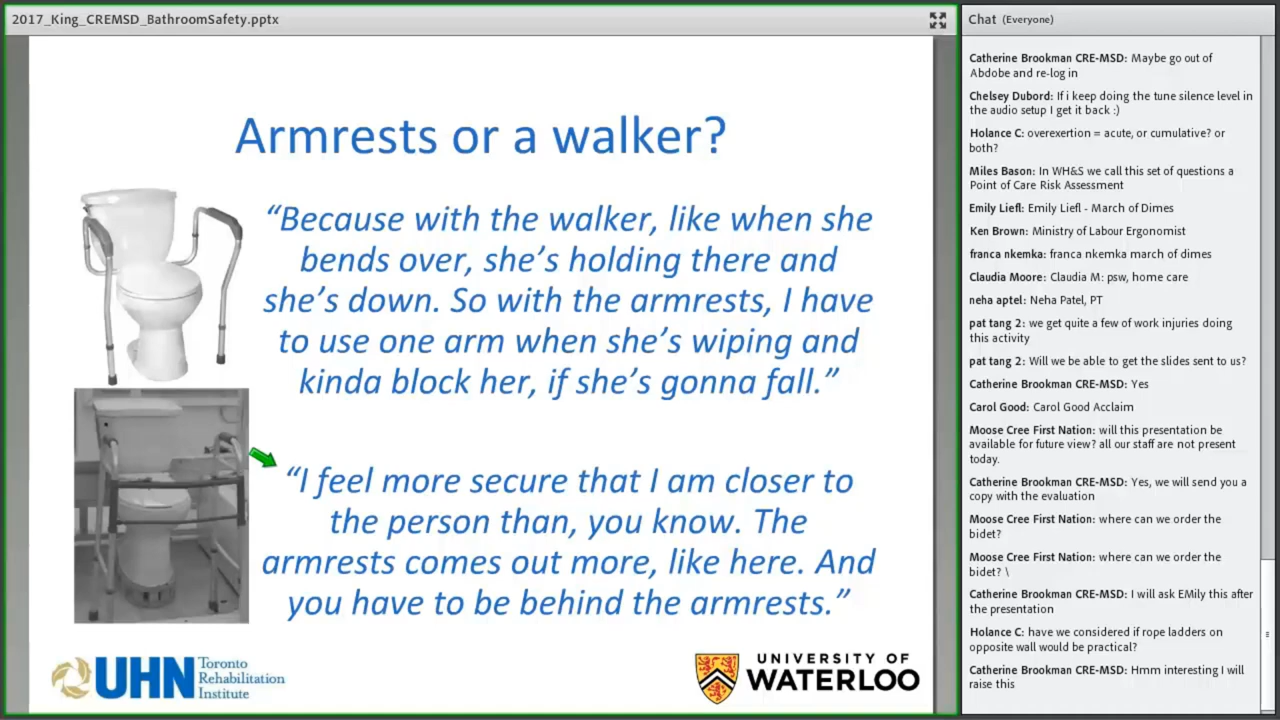 2017_King_CREMSD_BathroomSafety.pptx
Armrests or a walker?
“Because with the walker, like when she
bends over, she’s holding there and
she’s down. So with the armrests, I have
to use one arm when she’s wiping and
kinda block her, if she’s gonna fall.”
“I feel more secure that I am closer to
the person than, you know. The
armrests comes out more, like here. And
you have to be behind the armrests.”
UHN
Toronto
Rehabilitation
Institute
UNIVERSITY OF
WATERLOO
Chat (Everyone)
Catherine Brookman CRE-MSD: Maybe go out of
Abdobe and re-log in
Chelsey Dubord: If i keep doing the tune silence level in
the audio setup I get it back :)
Holance C: overexertion = acute, or cumulative? or
both?
Miles Bason: In WH&S we call this set of questions a
Point of Care Risk Assessment
Emily Liefl: Emily Liefl - March of Dimes
Ken Brown: Ministry of Labour Ergonomist
franca nkemka: franca nkemka march of dimes
Claudia Moore: Claudia M: psw, home care
neha aptel: Neha Patel, PT
pat tang 2: we get quite a few of work injuries doing
this activity
pat tang 2: Will we be able to get the slides sent to us?
Catherine Brookman CRE-MSD: Yes
Carol Good: Carol Good Acclaim
Moose Cree First Nation: will this presentation be
available for future view? all our staff are not present
today.
Catherine Brookman CRE-MSD: Yes, we will send you a
copy with the evaluation
Moose Cree First Nation: where can we order the
bidet?
Moose Cree First Nation: where can we order the
bidet? \
Catherine Brookman CRE-MSD: I will ask EMily this after
the presentation
Holance C: have we considered if rope ladders on
opposite wall would be practical?
Catherine Brookman CRE-MSD: Hmm interesting I will
raise this